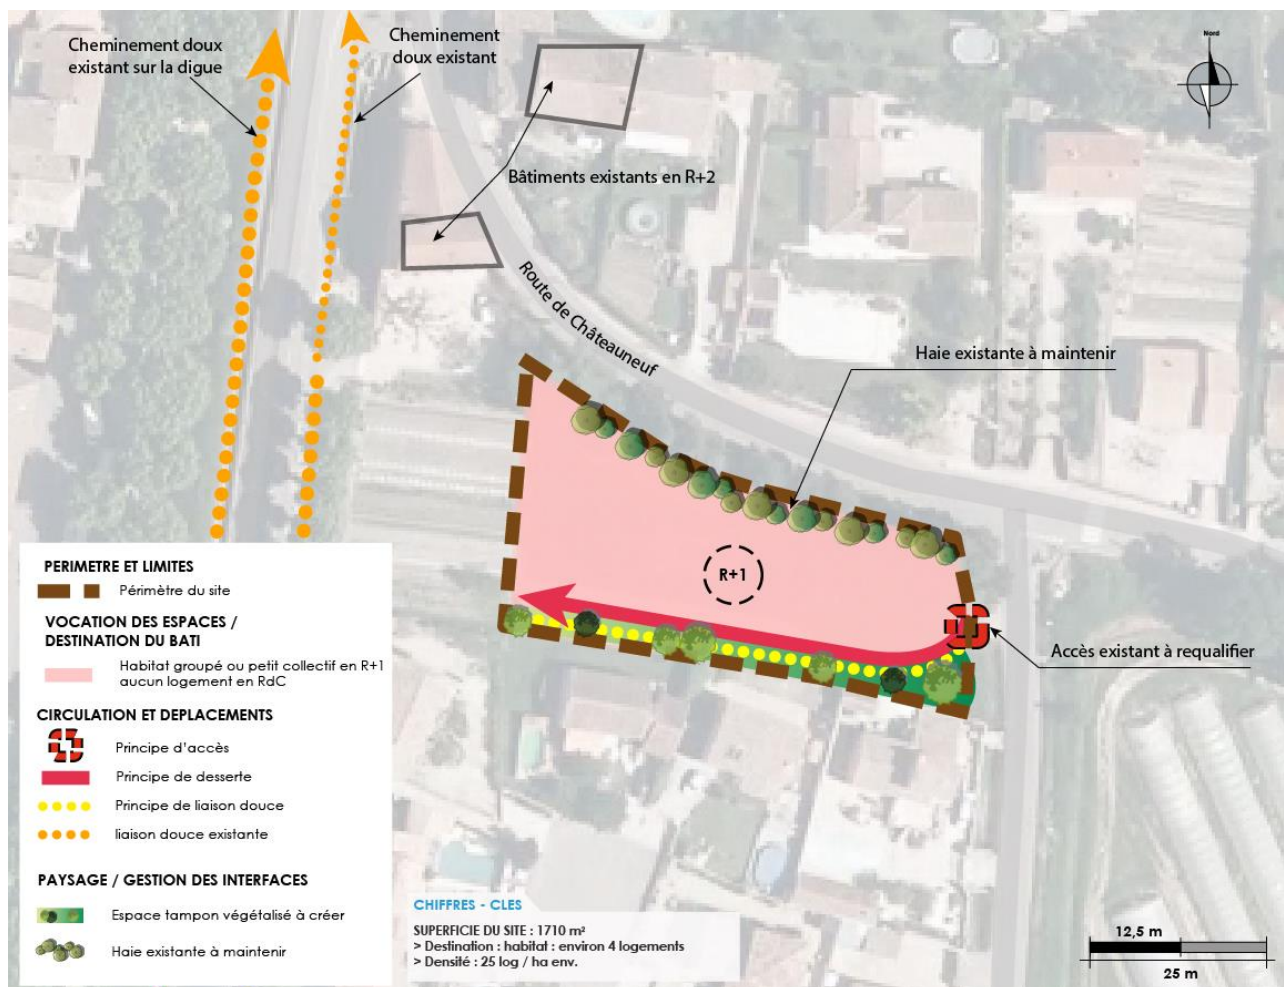 Cheminement doux
existant sur la digue
Cheminement
doux existant
Nord
Bâtiments existants en R+2
Route de Châteauneuf
Haie existante à maintenir
R+1
Accès existant à requalifier
PERIMETRE ET LIMITES
Périmètre du site
VOCATION DES ESPACES /
DESTINATION DU BATI
Habitat groupé ou petit collectif en R+1
aucun logement en RdC
CIRCULATION ET DEPLACEMENTS
Principe d'accès
Principe de desserte
Principe de liaison douce
liaison douce existante
PAYSAGE / GESTION DES INTERFACES
Espace tampon végétalisé à créer
Haie existante à maintenir
CHIFFRES - CLES
SUPERFICIE DU SITE : 1710 m²
> Destination : habitat : environ 4 logements
> Densité : 25 log / ha env.
12,5 m
25 m